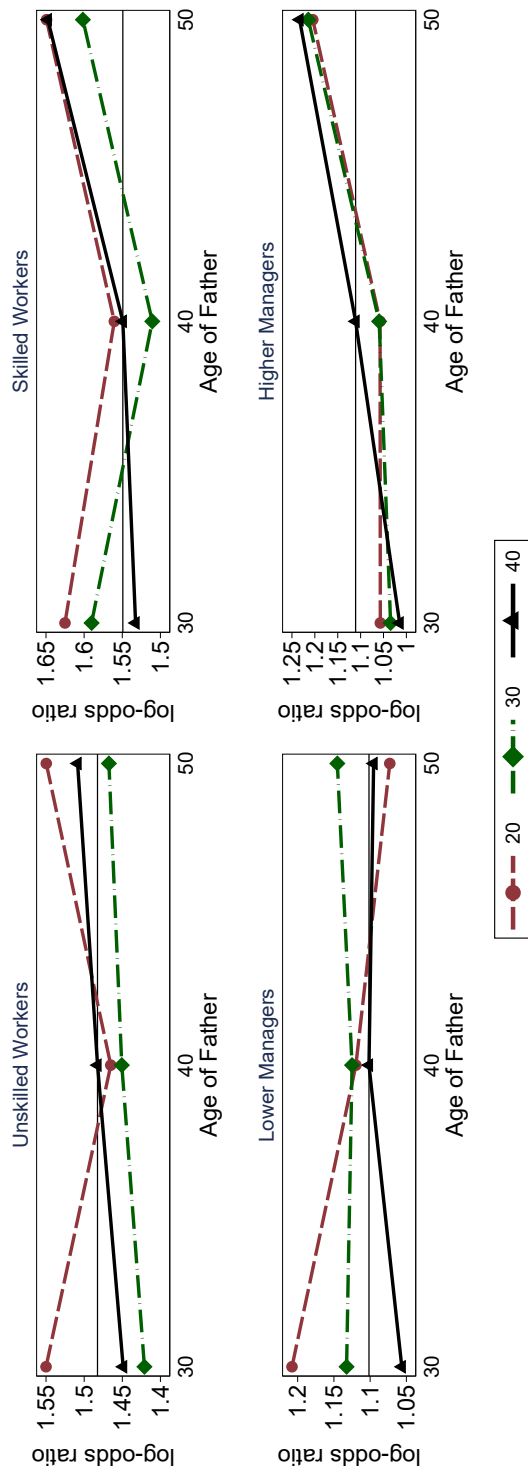 Unskilled Workers
log-odds ratio
1.55
1.5
1.45
1.4
30 40 50
Age of Father
Skilled Workers
log-odds ratio
1.65
1.6
1.55
1.5
30 40 50
Age of Father
Lower Managers
log-odds ratio
1.2
1.15
1.1
1.05
30 40 50
Age of Father
Higher Managers
log-odds ratio
1.25
1.2
1.15
1.1
1.05
1
30 40 50
Age of Father
20 30 40